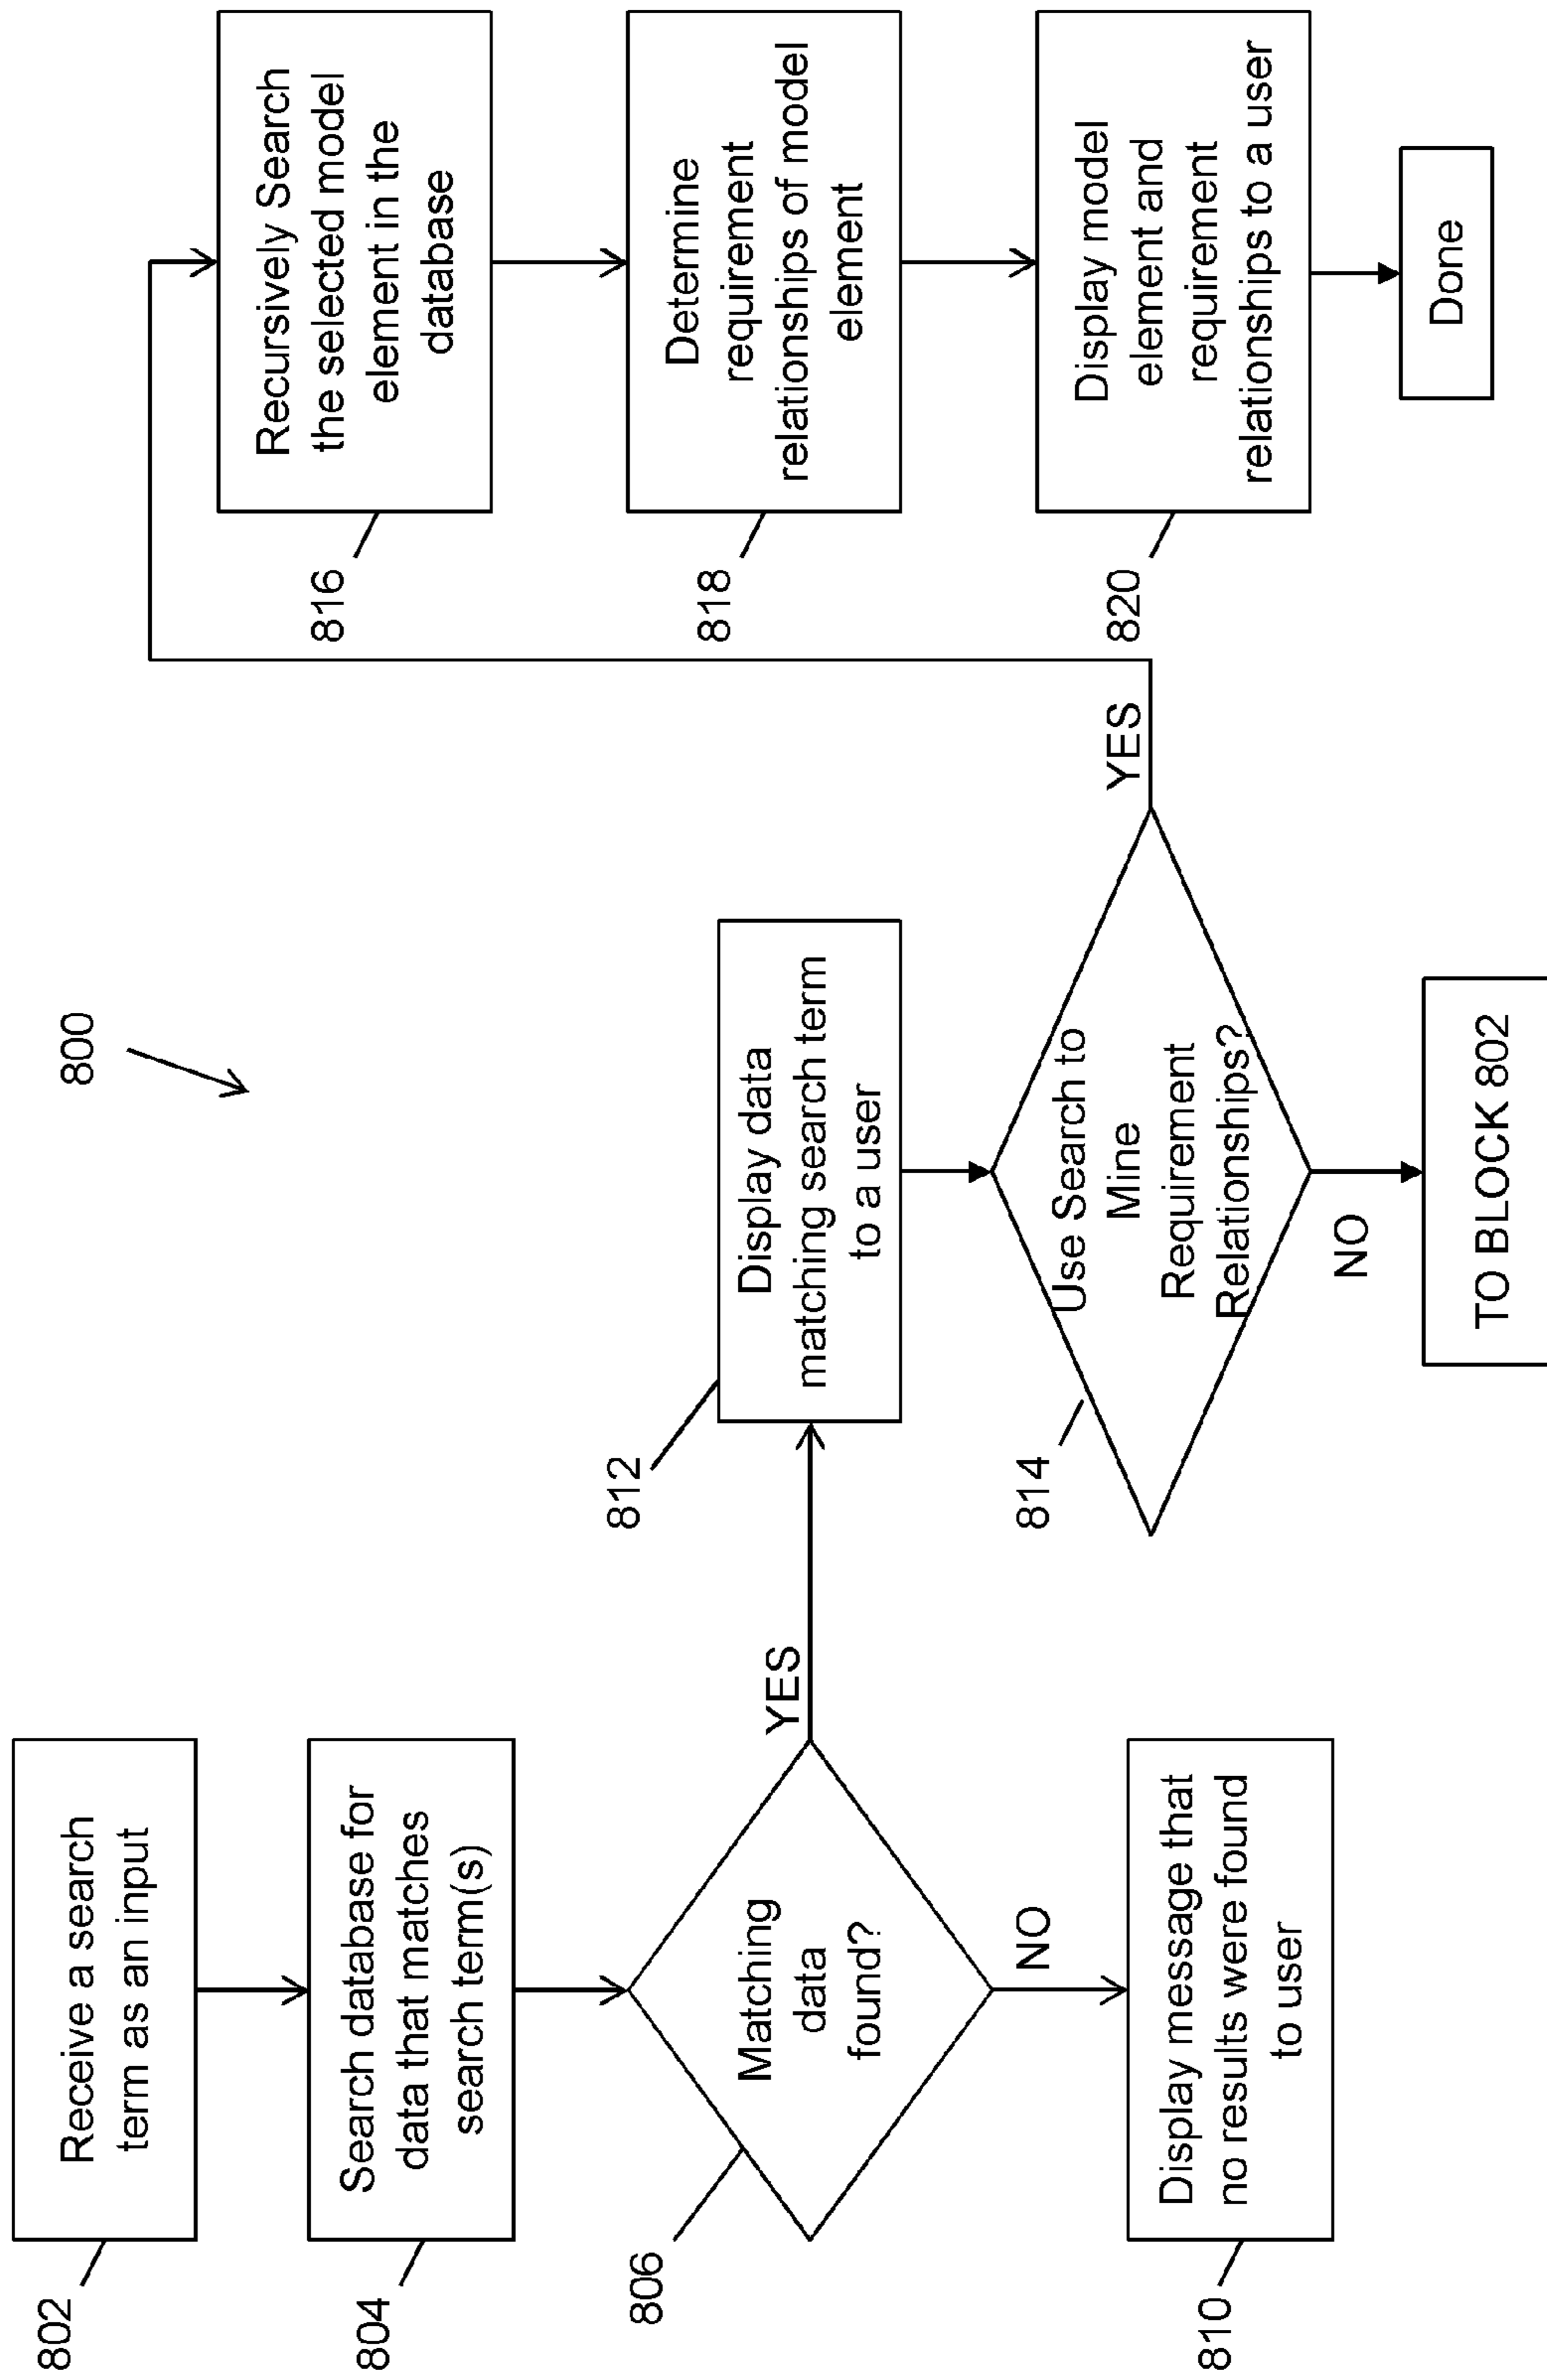 800
802
Receive a search
term as an input
804
Search database for
data that matches
search term(s)
806
Matching
data
found?
YES
NO
810
Display message that
no results were found
to user
812
Display data
matching search term
to a user
814
Use Search to
Mine
Requirement
Relationships?
YES
NO
TO BLOCK 802
816
Recursively Search
the selected model
element in the
database
818
Determine
requirement
relationships of model
element
820
Display model
element and
requirement
relationships to a user
Done